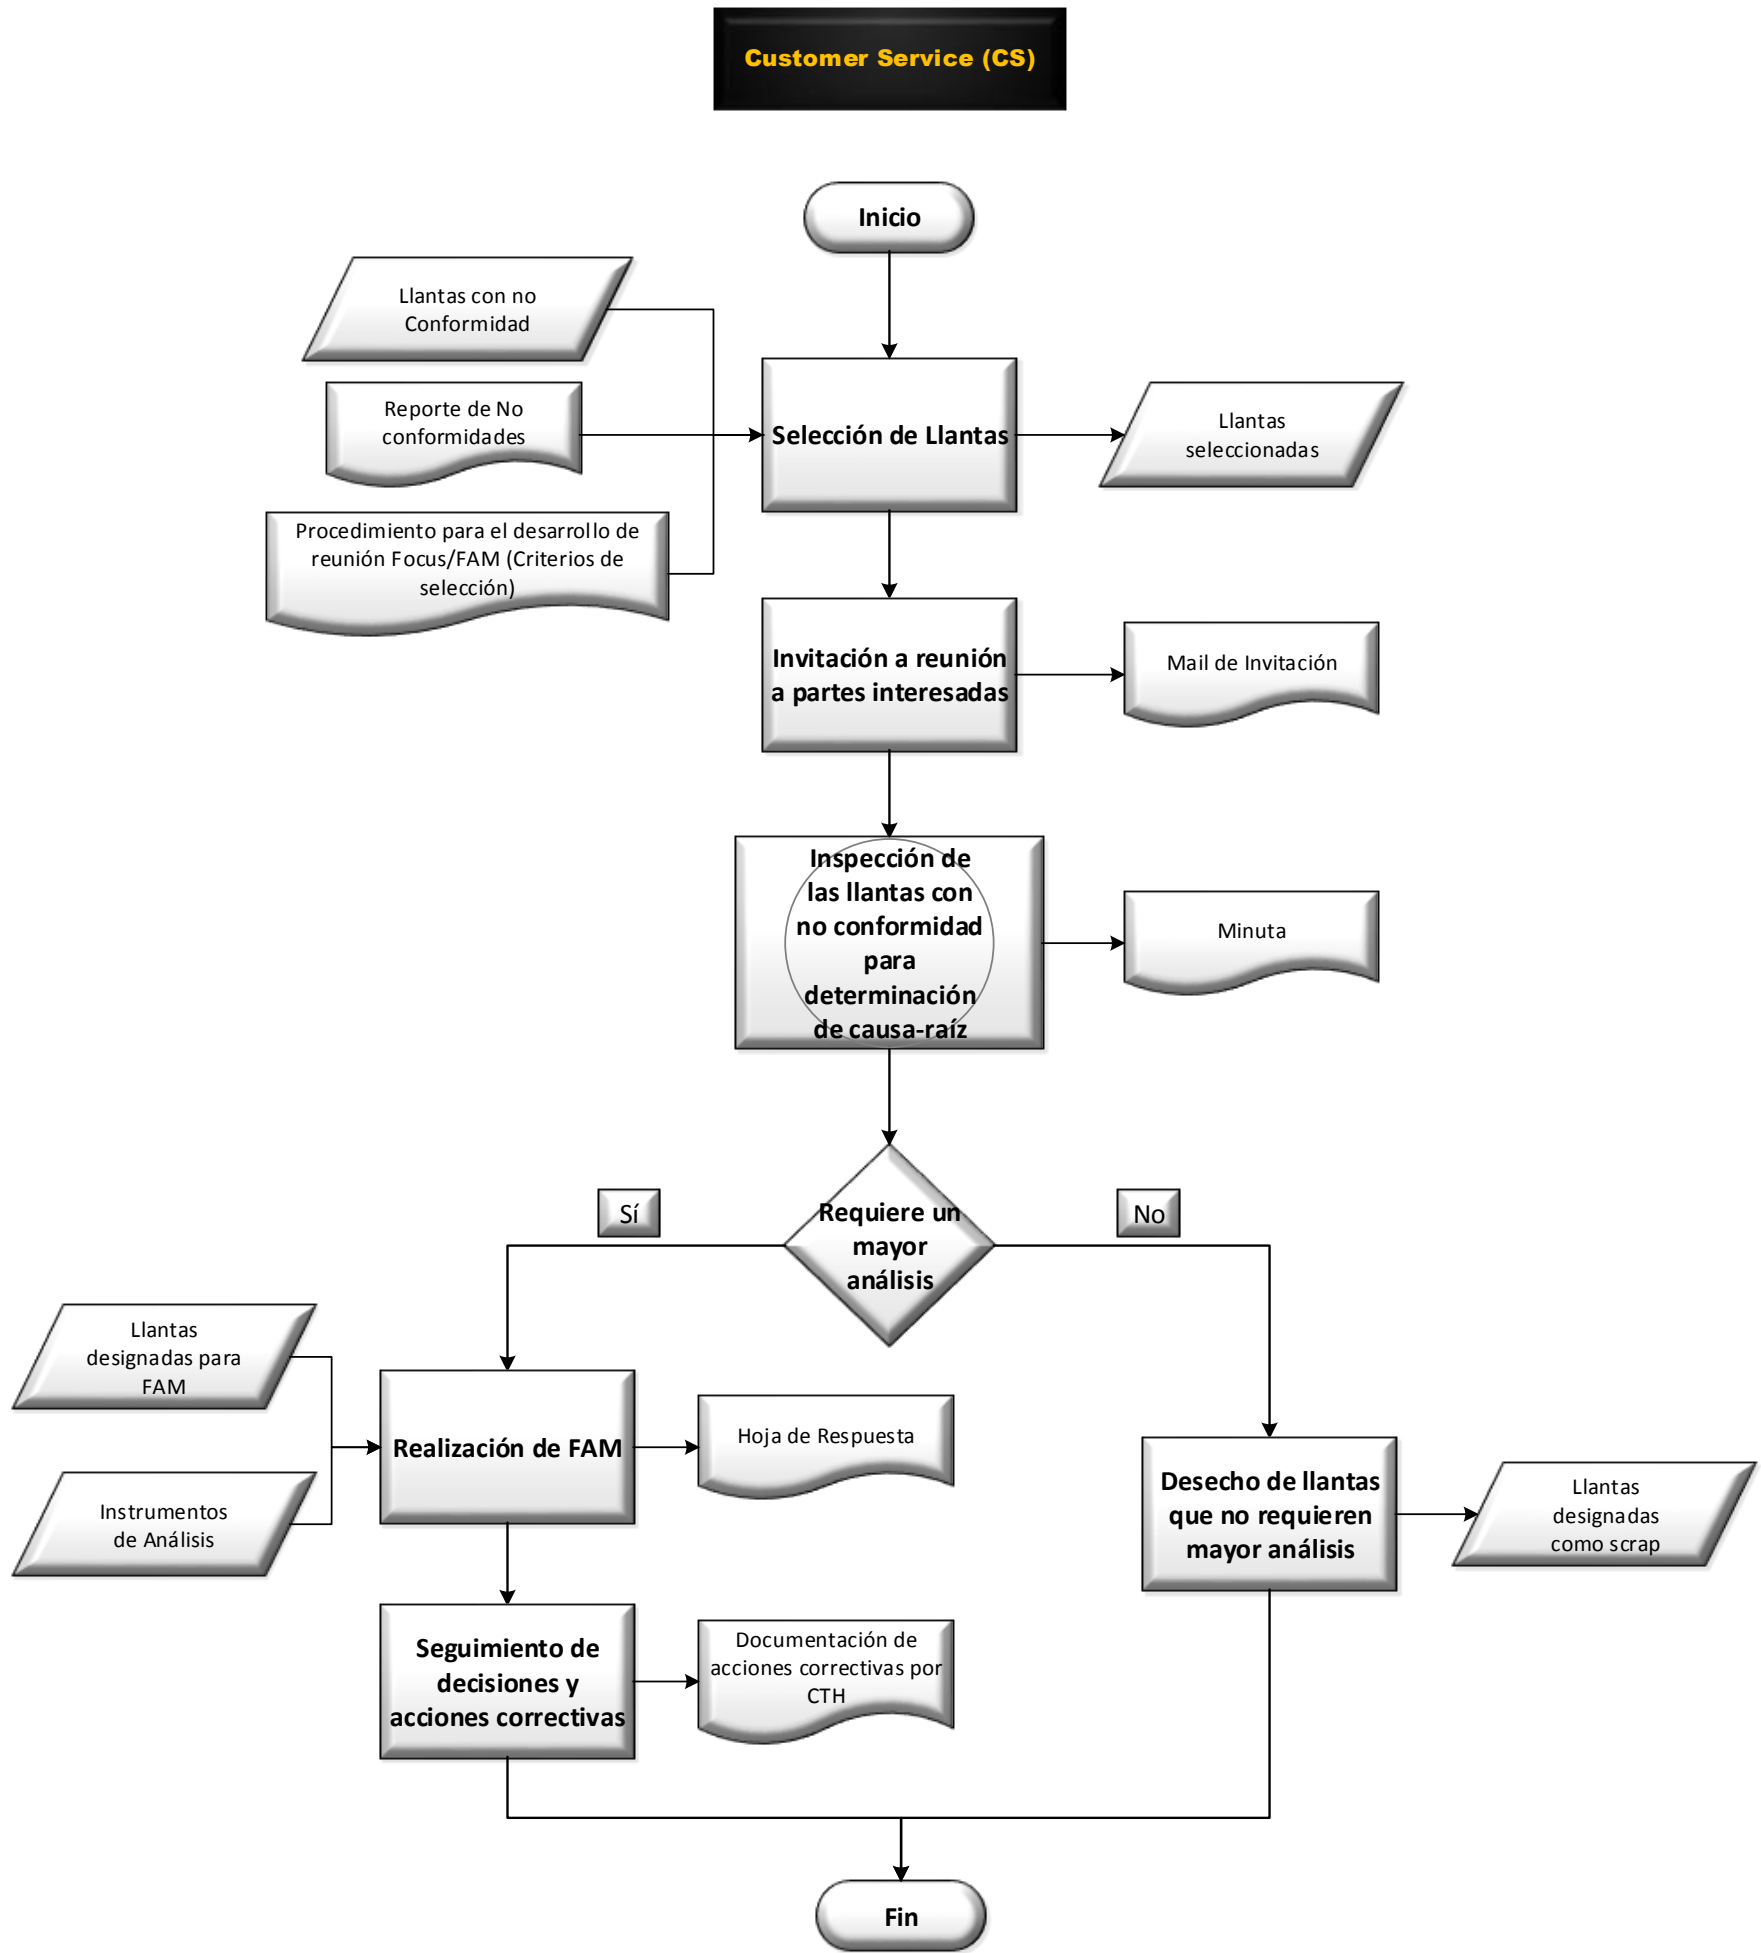 Customer Service (CS)
Inicio
Llantas con no
Conformidad
Reporte de No
conformidades
Procedimiento para el desarrollo de
reunión Focus/FAM (Criterios de
selección)
Selección de Llantas
Llantas
seleccionadas
Invitación a reunión
a partes interesadas
Mail de Invitación
Inspección de
las llantas con
no conformidad
para
determinación
de causa-raíz
Minuta
Requiere un
mayor
análisis
Sí
No
Llantas
designadas para
FAM
Instrumentos
de Análisis
Realización de FAM
Hoja de Respuesta
Desecho de llantas
que no requieren
mayor análisis
Llantas
designadas
como scrap
Seguimiento de
decisiones y
acciones correctivas
Documentación de
acciones correctivas por
CTH
Fin